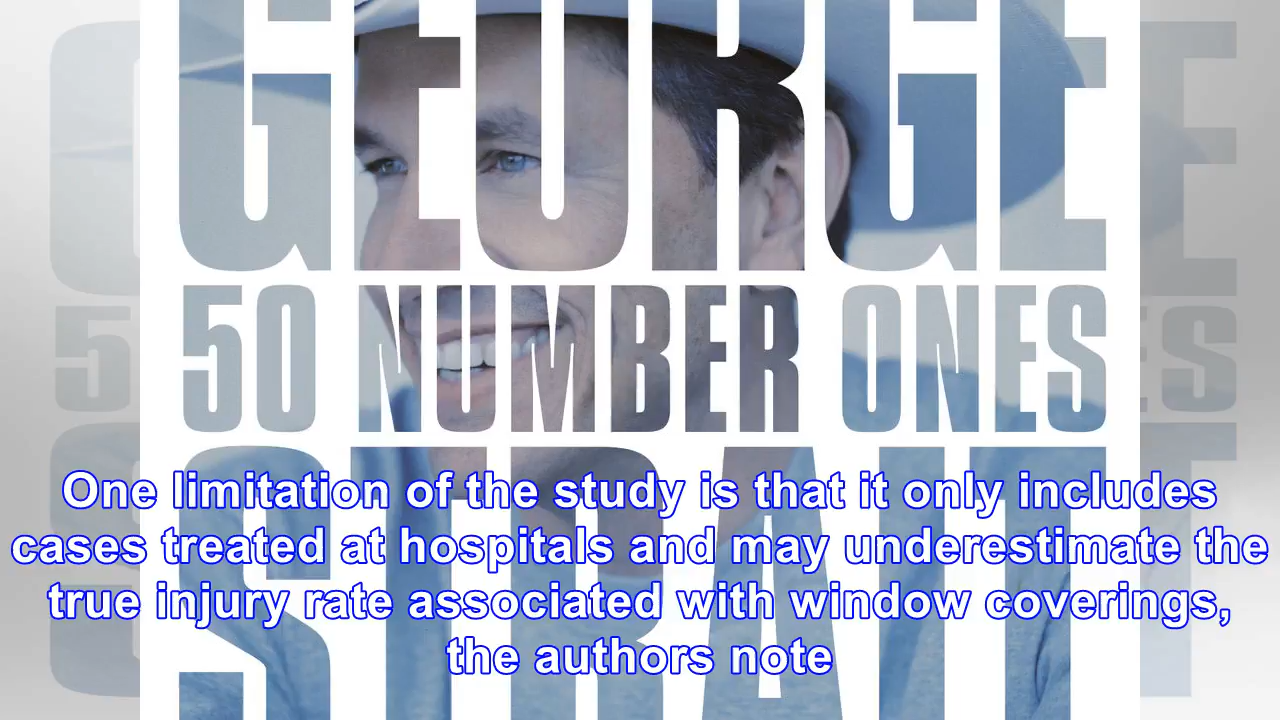 GEORGE
50 NUMBER ONES
STRAIT
One limitation of the study is that it only includes
cases treated at hospitals and may underestimate the
true injury rate associated with window coverings,
the authors note